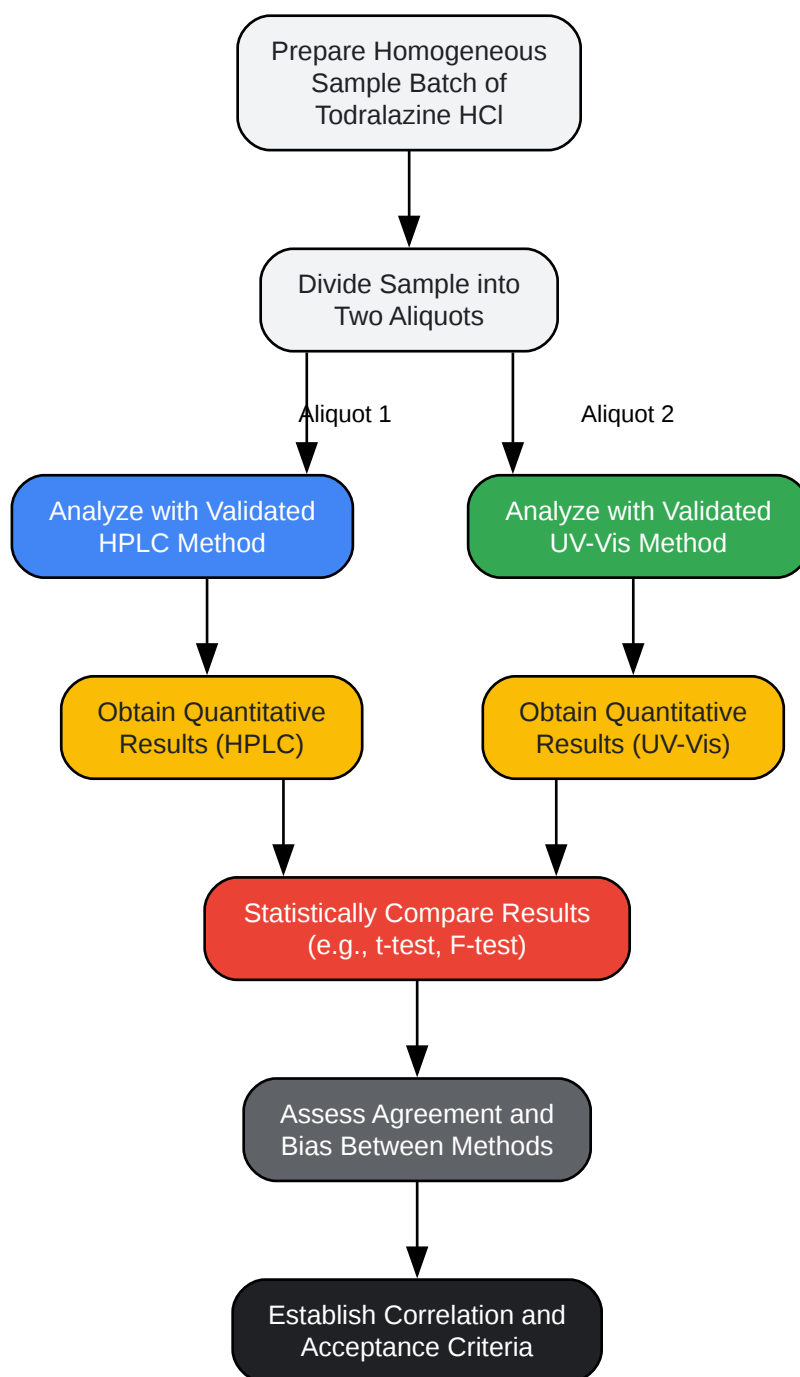 Prepare Homogeneous
Sample Batch of
Todralazine HCl
Divide Sample into
Two Aliquots
Aliquot 1
Aliquot 2
Analyze with Validated
HPLC Method
Analyze with Validated
UV-Vis Method
Obtain Quantitative
Results (HPLC)
Obtain Quantitative
Results (UV-Vis)
Statistically Compare Results
(e.g., t-test, F-test)
Assess Agreement and
Bias Between Methods
Establish Correlation and
Acceptance Criteria